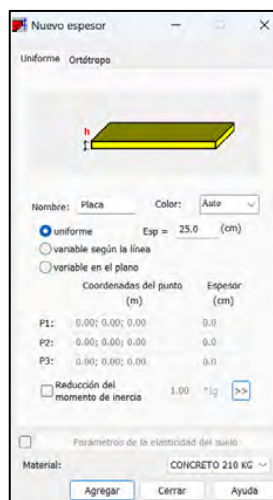 Nuevo espesor
Uniforme Ortótropo
h
Nombre: Placa Color: Auto
uniforme Esp = 25.0 (cm)
variable según la línea
variable en el plano
Coordenadas del punto Espesor
(m) (cm)
P1: 0.00; 0.00; 0.00 0.0
P2: 0.00; 0.00; 0.00 0.0
P3: 0.00; 0.00; 0.00 0.0
Reducción del
momento de inercia 1.00 *Ig >>
Parámetros de la elasticidad del suelo
Material: CONCRETO 210 KG
Agregar Cerrar Ayuda